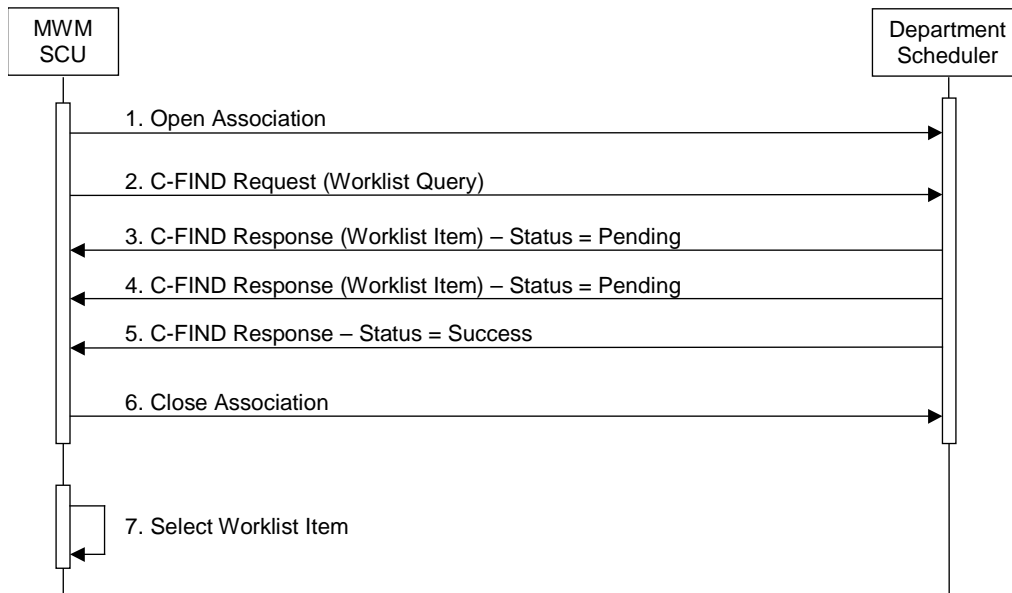 MWM
SCU
Department
Scheduler
1. Open Association
2. C-FIND Request (Worklist Query)
3. C-FIND Response (Worklist Item) – Status = Pending
4. C-FIND Response (Worklist Item) – Status = Pending
5. C-FIND Response – Status = Success
6. Close Association
7. Select Worklist Item